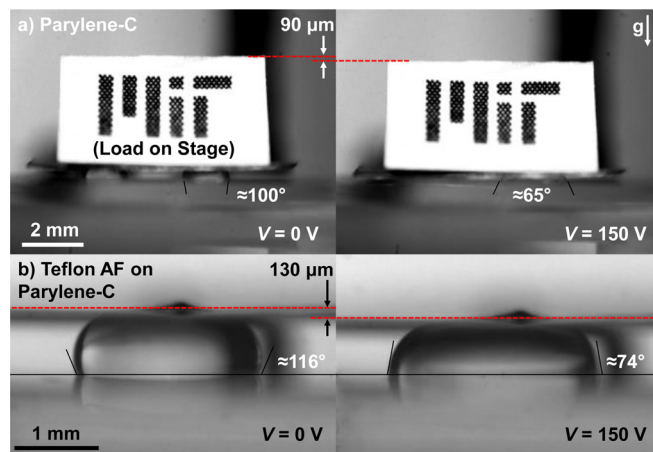 a) Parylene-C
90 µm
g
MIT
(Load on Stage)
≈100°
≈65°
2 mm
V = 0 V
V = 150 V
b) Teflon AF on
Parylene-C
130 µm
≈116°
≈74°
1 mm
V = 0 V
V = 150 V